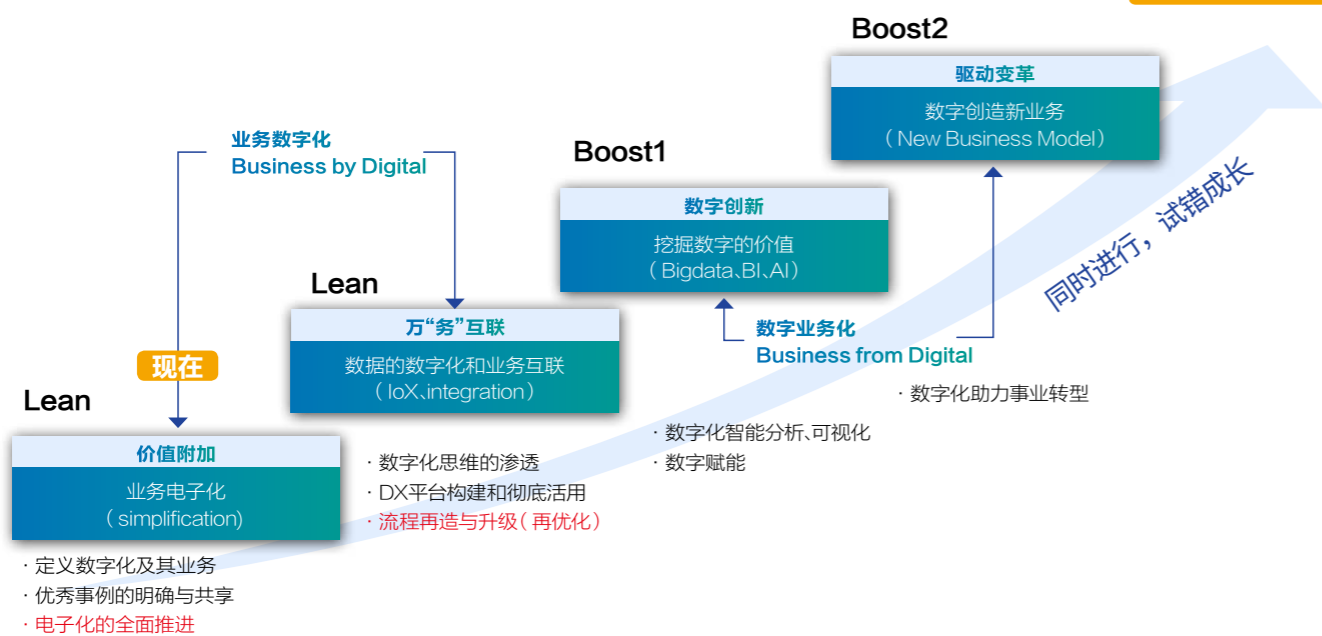 Boost2
驱动变革
数字创造新业务
（New Business Model）
业务数字化
Business by Digital
Boost1
数字创新
挖掘数字的价值
（Bigdata、BI、AI）
同时进行，试错成长
Lean
万“务”互联
数据的数字化和业务互联
（IoX、integration）
数字业务化
Business from Digital
现在
· 数字化助力事业转型
Lean
价值附加
业务电子化
（simplification)
· 数字化智能分析、可视化
· 数字赋能
· 数字化思维的渗透
· DX平台构建和彻底活用
· 流程再造与升级（再优化）
· 定义数字化及其业务
· 优秀事例的明确与共享
· 电子化的全面推进